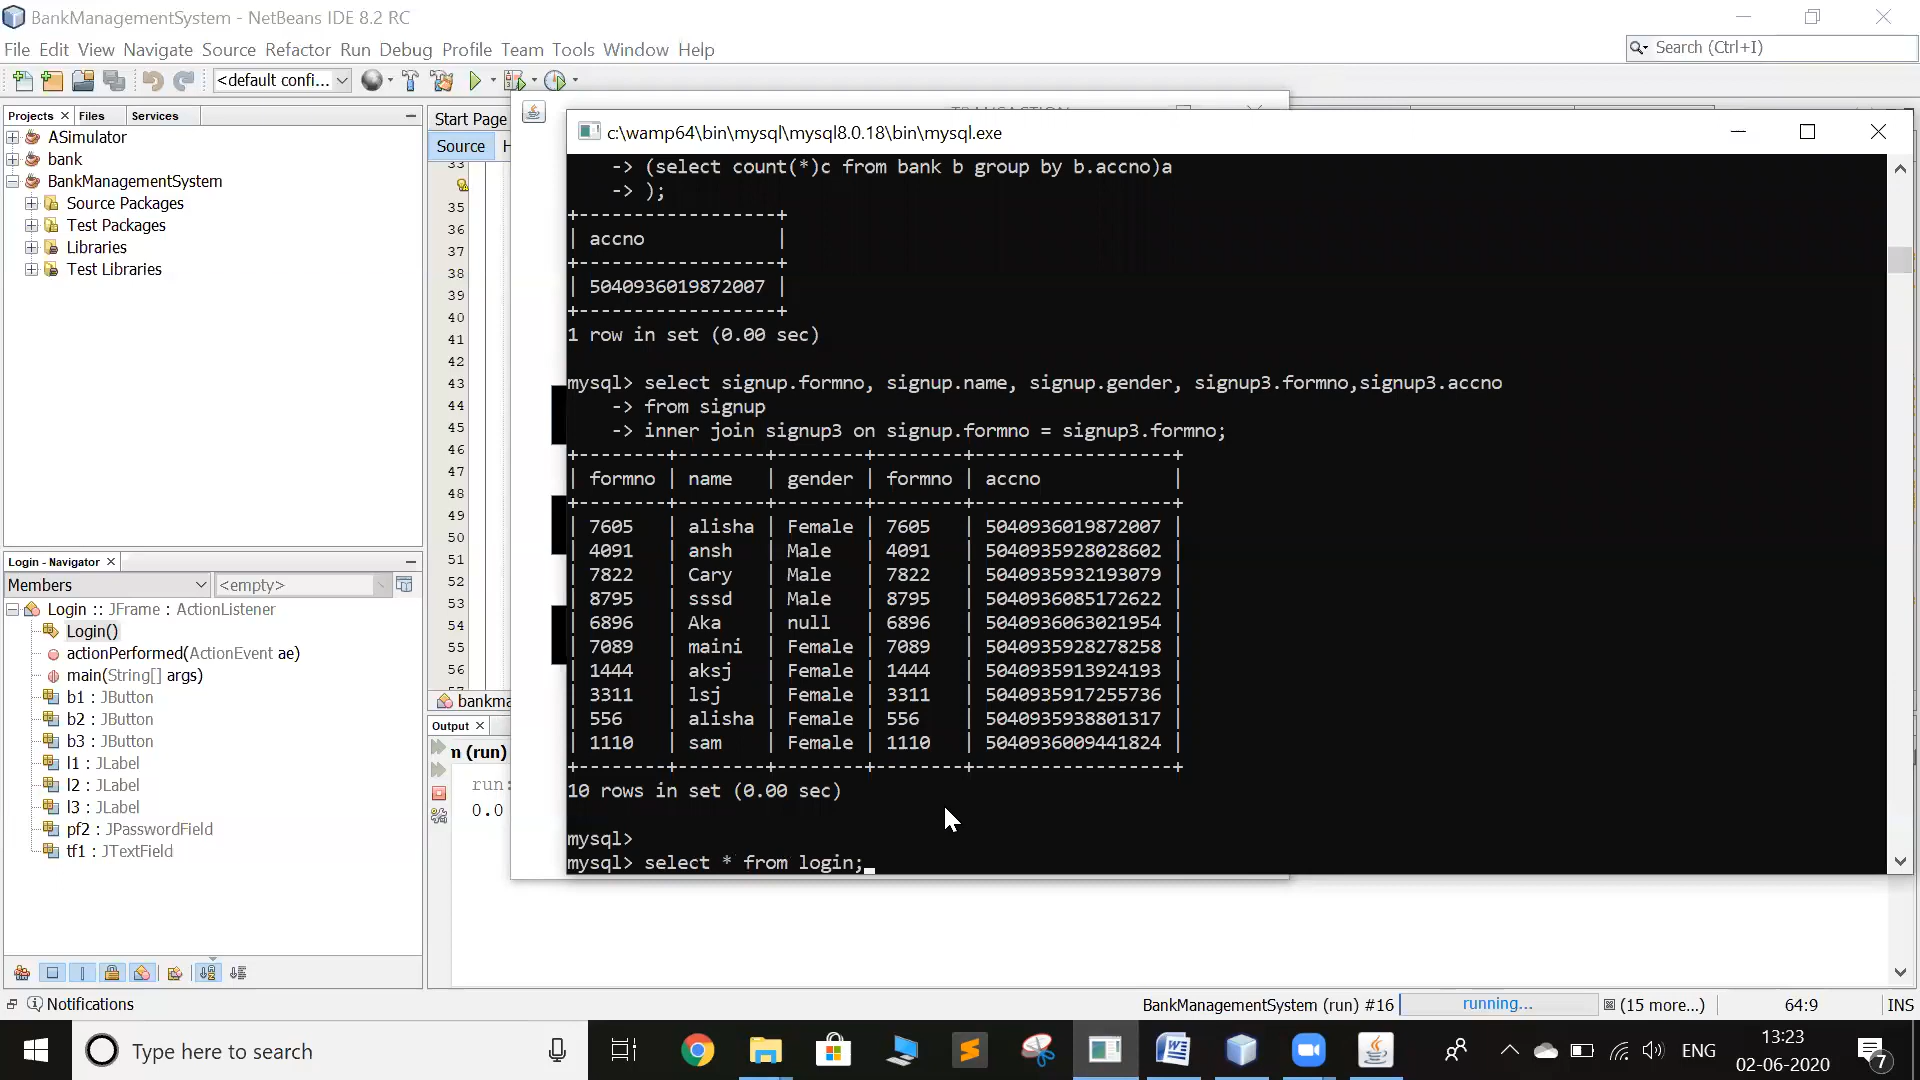 BankManagementSystem - NetBeans IDE 8.2 RC
File Edit View Navigate Source Refactor Run Debug Profile Team Tools Window Help
Search (Ctrl+I)
<default confi...
Projects Files Services
Start Page
Source
ASimulator
bank
BankManagementSystem
Source Packages
Test Packages
Libraries
Test Libraries
33
35
36
37
38
39
40
41
42
43
44
45
46
47
48
49
50
51
52
53
54
55
56
c:\wamp64\bin\mysql\mysql8.0.18\bin\mysql.exe
-> (select count(*)c from bank b group by b.accno)a
-> );
+------------------+
| accno            |
+------------------+
| 5040936019872007 |
+------------------+
1 row in set (0.00 sec)
mysql> select signup.formno, signup.name, signup.gender, signup3.formno,signup3.accno
-> from signup
-> inner join signup3 on signup.formno = signup3.formno;
+--------+--------+--------+--------+------------------+
| formno | name   | gender | formno | accno            |
+--------+--------+--------+--------+------------------+
| 7605   | alisha | Female | 7605   | 5040936019872007 |
| 4091   | ansh   | Male   | 4091   | 5040935928028602 |
| 7822   | Cary   | Male   | 7822   | 5040935932193079 |
| 8795   | sssd   | Male   | 8795   | 5040936085172622 |
| 6896   | Aka    | null   | 6896   | 5040936063021954 |
| 7089   | maini  | Female | 7089   | 5040935928278258 |
| 1444   | aksj   | Female | 1444   | 5040935913924193 |
| 3311   | lsj    | Female | 3311   | 5040935917255736 |
| 556    | alisha | Female | 556    | 5040935938801317 |
| 1110   | sam    | Female | 1110   | 5040936009441824 |
+--------+--------+--------+--------+------------------+
10 rows in set (0.00 sec)
mysql>
mysql> select * from login;
Login - Navigator
Members <empty>
Login :: JFrame : ActionListener
Login()
actionPerformed(ActionEvent ae)
main(String[] args)
b1 : JButton
b2 : JButton
b3 : JButton
l1 : JLabel
l2 : JLabel
l3 : JLabel
pf2 : JPasswordField
tf1 : JTextField
bankma
Output
m (run)
run:
0.0
Notifications
BankManagementSystem (run) #16 running... (15 more...) 64:9 INS
Type here to search
ENG
13:23
02-06-2020
7